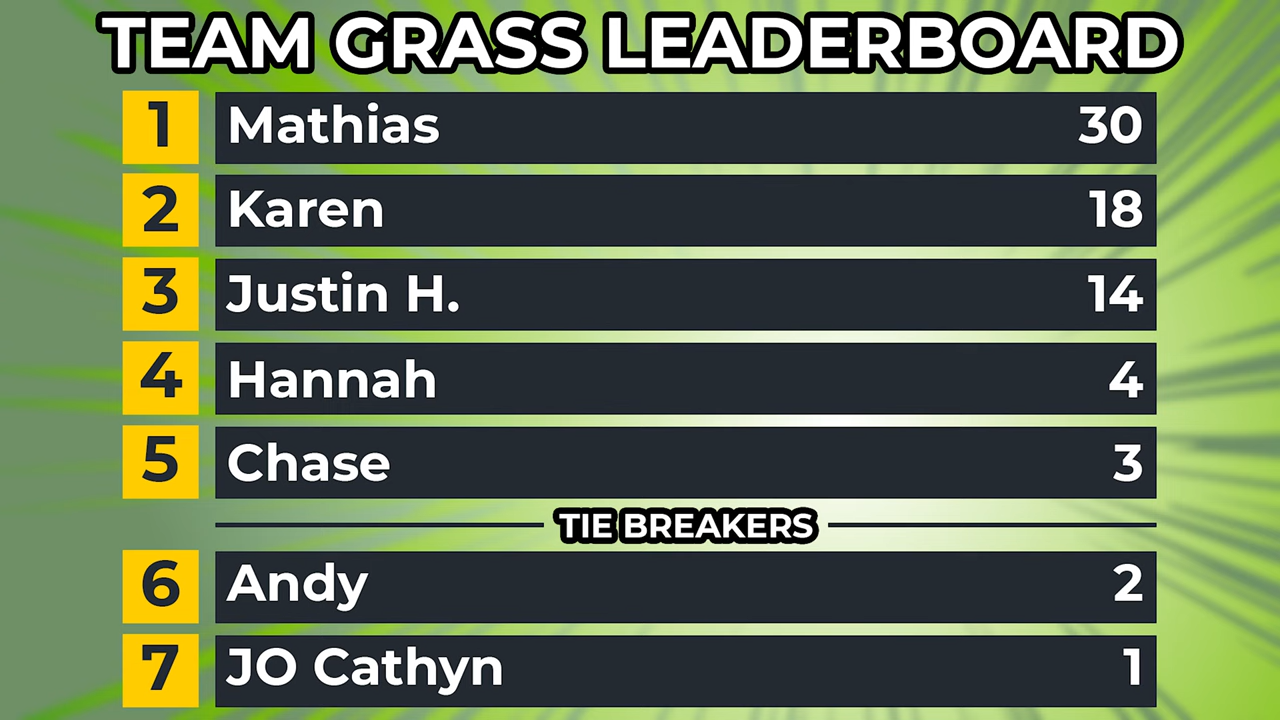 TEAM GRASS LEADERBOARD
1 Mathias 30
2 Karen 18
3 Justin H. 14
4 Hannah 4
5 Chase 3
TIE BREAKERS
6 Andy 2
7 JO Cathyn 1